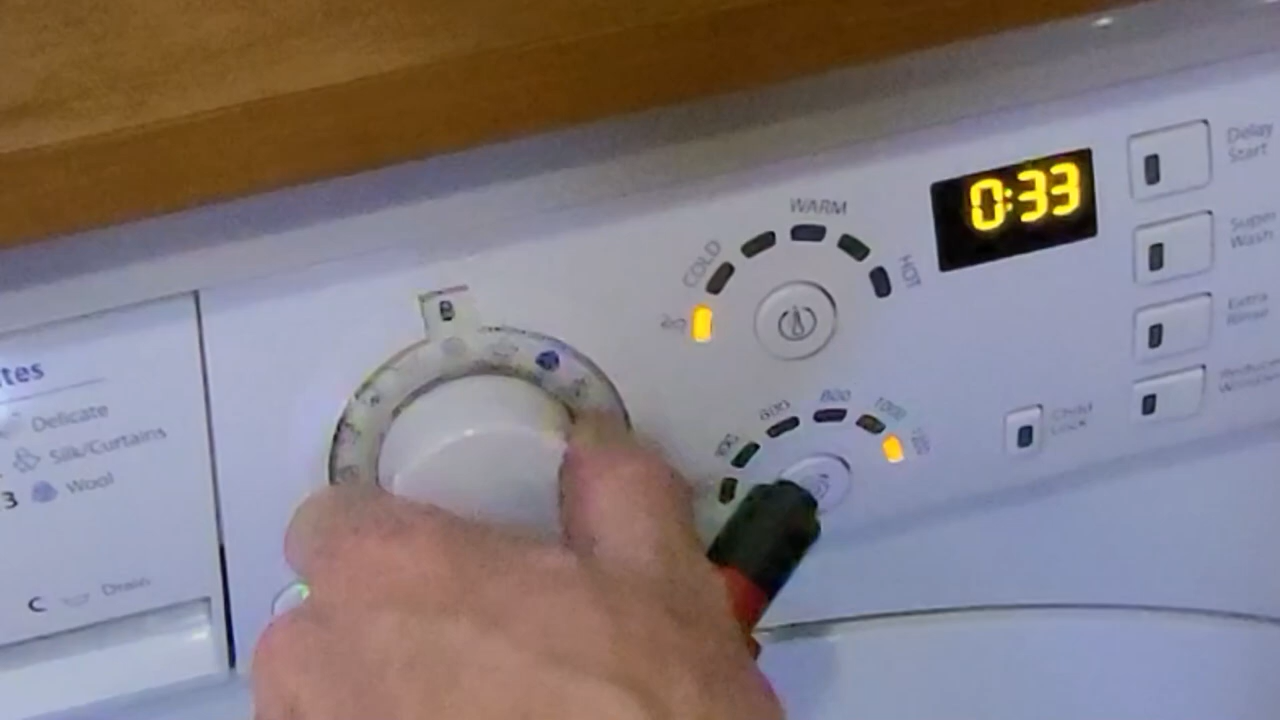 tes
Delicate
Silk/Curtains
3 Wool
C Drain
B
COLD
WARM
HOT
0:33
600
800
1000
Delay
Start
Super
Wash
Extra
Rinse
Child
Lock